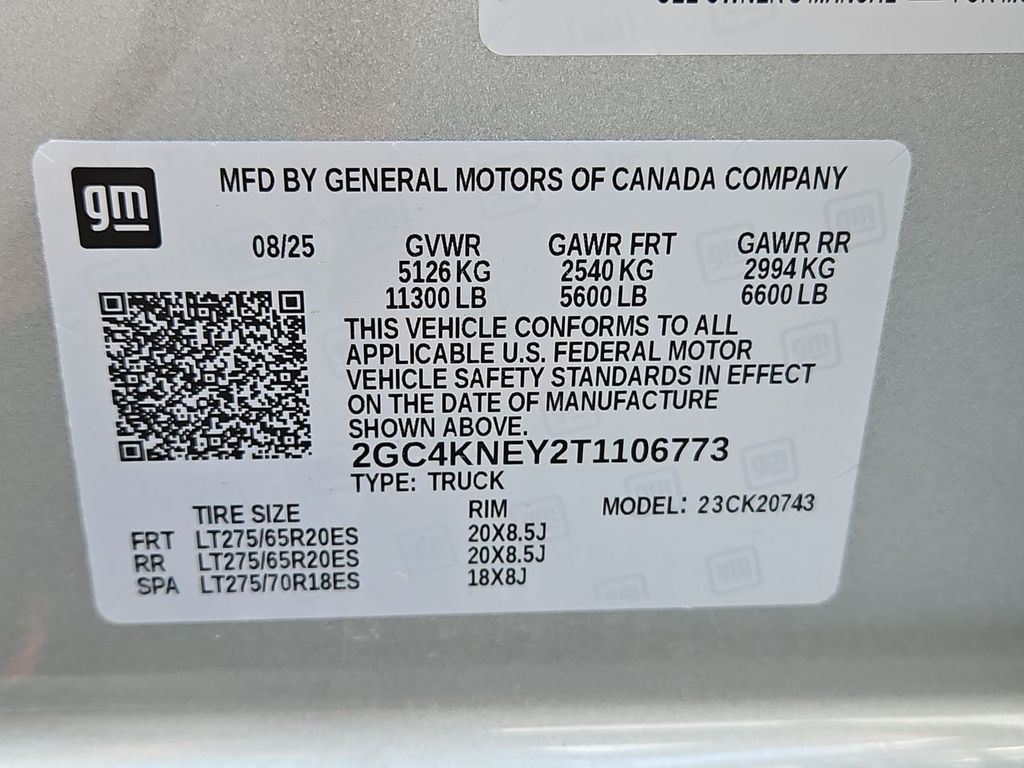 gm
MFD BY GENERAL MOTORS OF CANADA COMPANY
08/25 GVWR GAWR FRT GAWR RR
5126 KG 2540 KG 2994 KG
11300 LB 5600 LB 6600 LB
THIS VEHICLE CONFORMS TO ALL
APPLICABLE U.S. FEDERAL MOTOR
VEHICLE SAFETY STANDARDS IN EFFECT
ON THE DATE OF MANUFACTURE
SHOWN ABOVE.
2GC4KNEY2T1106773
TYPE: TRUCK
TIRE SIZE RIM MODEL: 23CK20743
FRT LT275/65R20ES 20X8.5J
RR LT275/65R20ES 20X8.5J
SPA LT275/70R18ES 18X8J